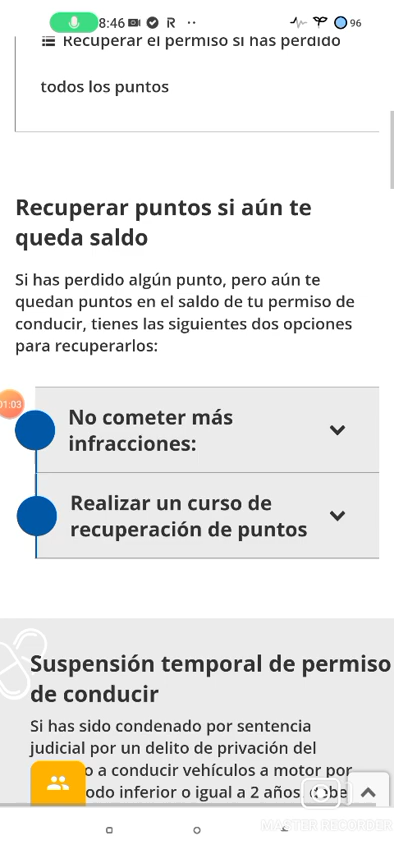 8:46 R ·· 96
Recuperar el permiso si has perdido
todos los puntos
Recuperar puntos si aún te
queda saldo
Si has perdido algún punto, pero aún te
quedan puntos en el saldo de tu permiso de
conducir, tienes las siguientes dos opciones
para recuperarlos:
01:03
No cometer más
infracciones:
Realizar un curso de
recuperación de puntos
Suspensión temporal de permiso
de conducir
Si has sido condenado por sentencia
judicial por un delito de privación del
o a conducir vehículos a motor por
odo inferior o igual a 2 años, debes
MASTER RECORDER